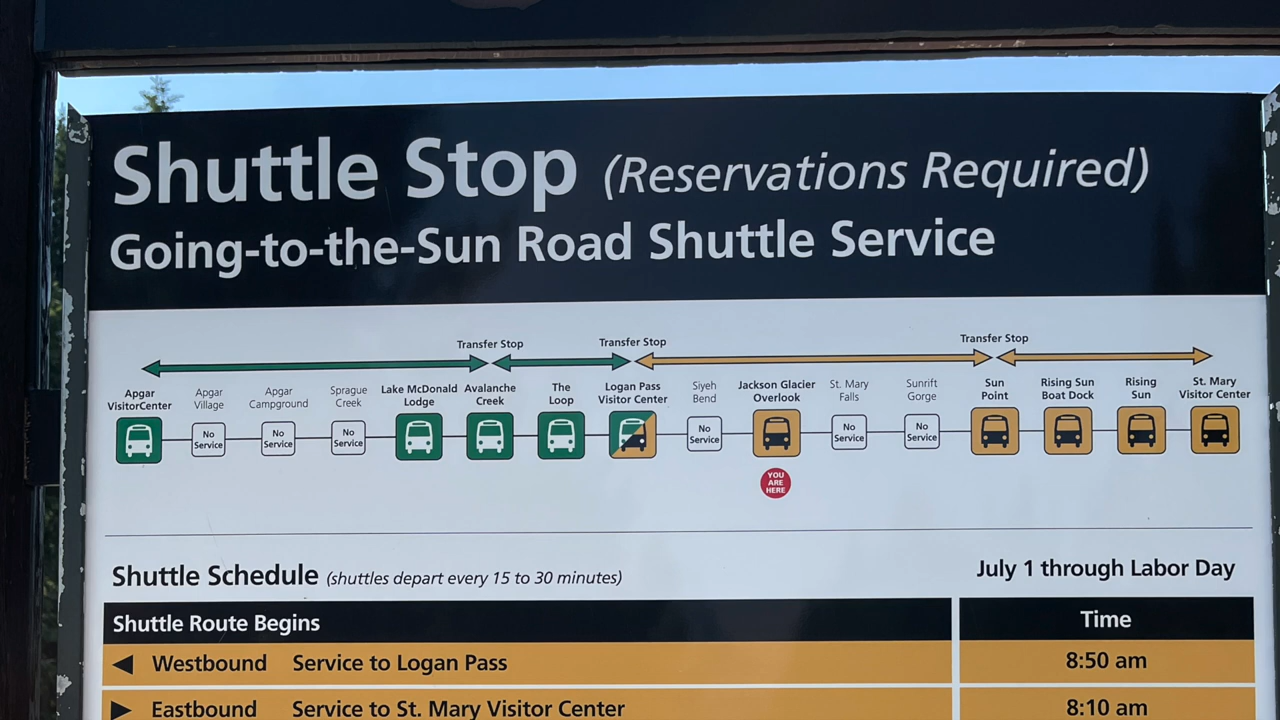 Shuttle Stop (Reservations Required)
Going-to-the-Sun Road Shuttle Service
Transfer Stop Transfer Stop Transfer Stop
Apgar VisitorCenter
Apgar Village
No Service
Apgar Campground
No Service
Sprague Creek
No Service
Lake McDonald Lodge
Avalanche Creek
The Loop
Logan Pass Visitor Center
Siyeh Bend
No Service
Jackson Glacier Overlook
YOU ARE HERE
St. Mary Falls
No Service
Sunrift Gorge
No Service
Sun Point
Rising Sun Boat Dock
Rising Sun
St. Mary Visitor Center
Shuttle Schedule (shuttles depart every 15 to 30 minutes) July 1 through Labor Day
Shuttle Route Begins Time
Westbound Service to Logan Pass 8:50 am
Eastbound Service to St. Mary Visitor Center 8:10 am